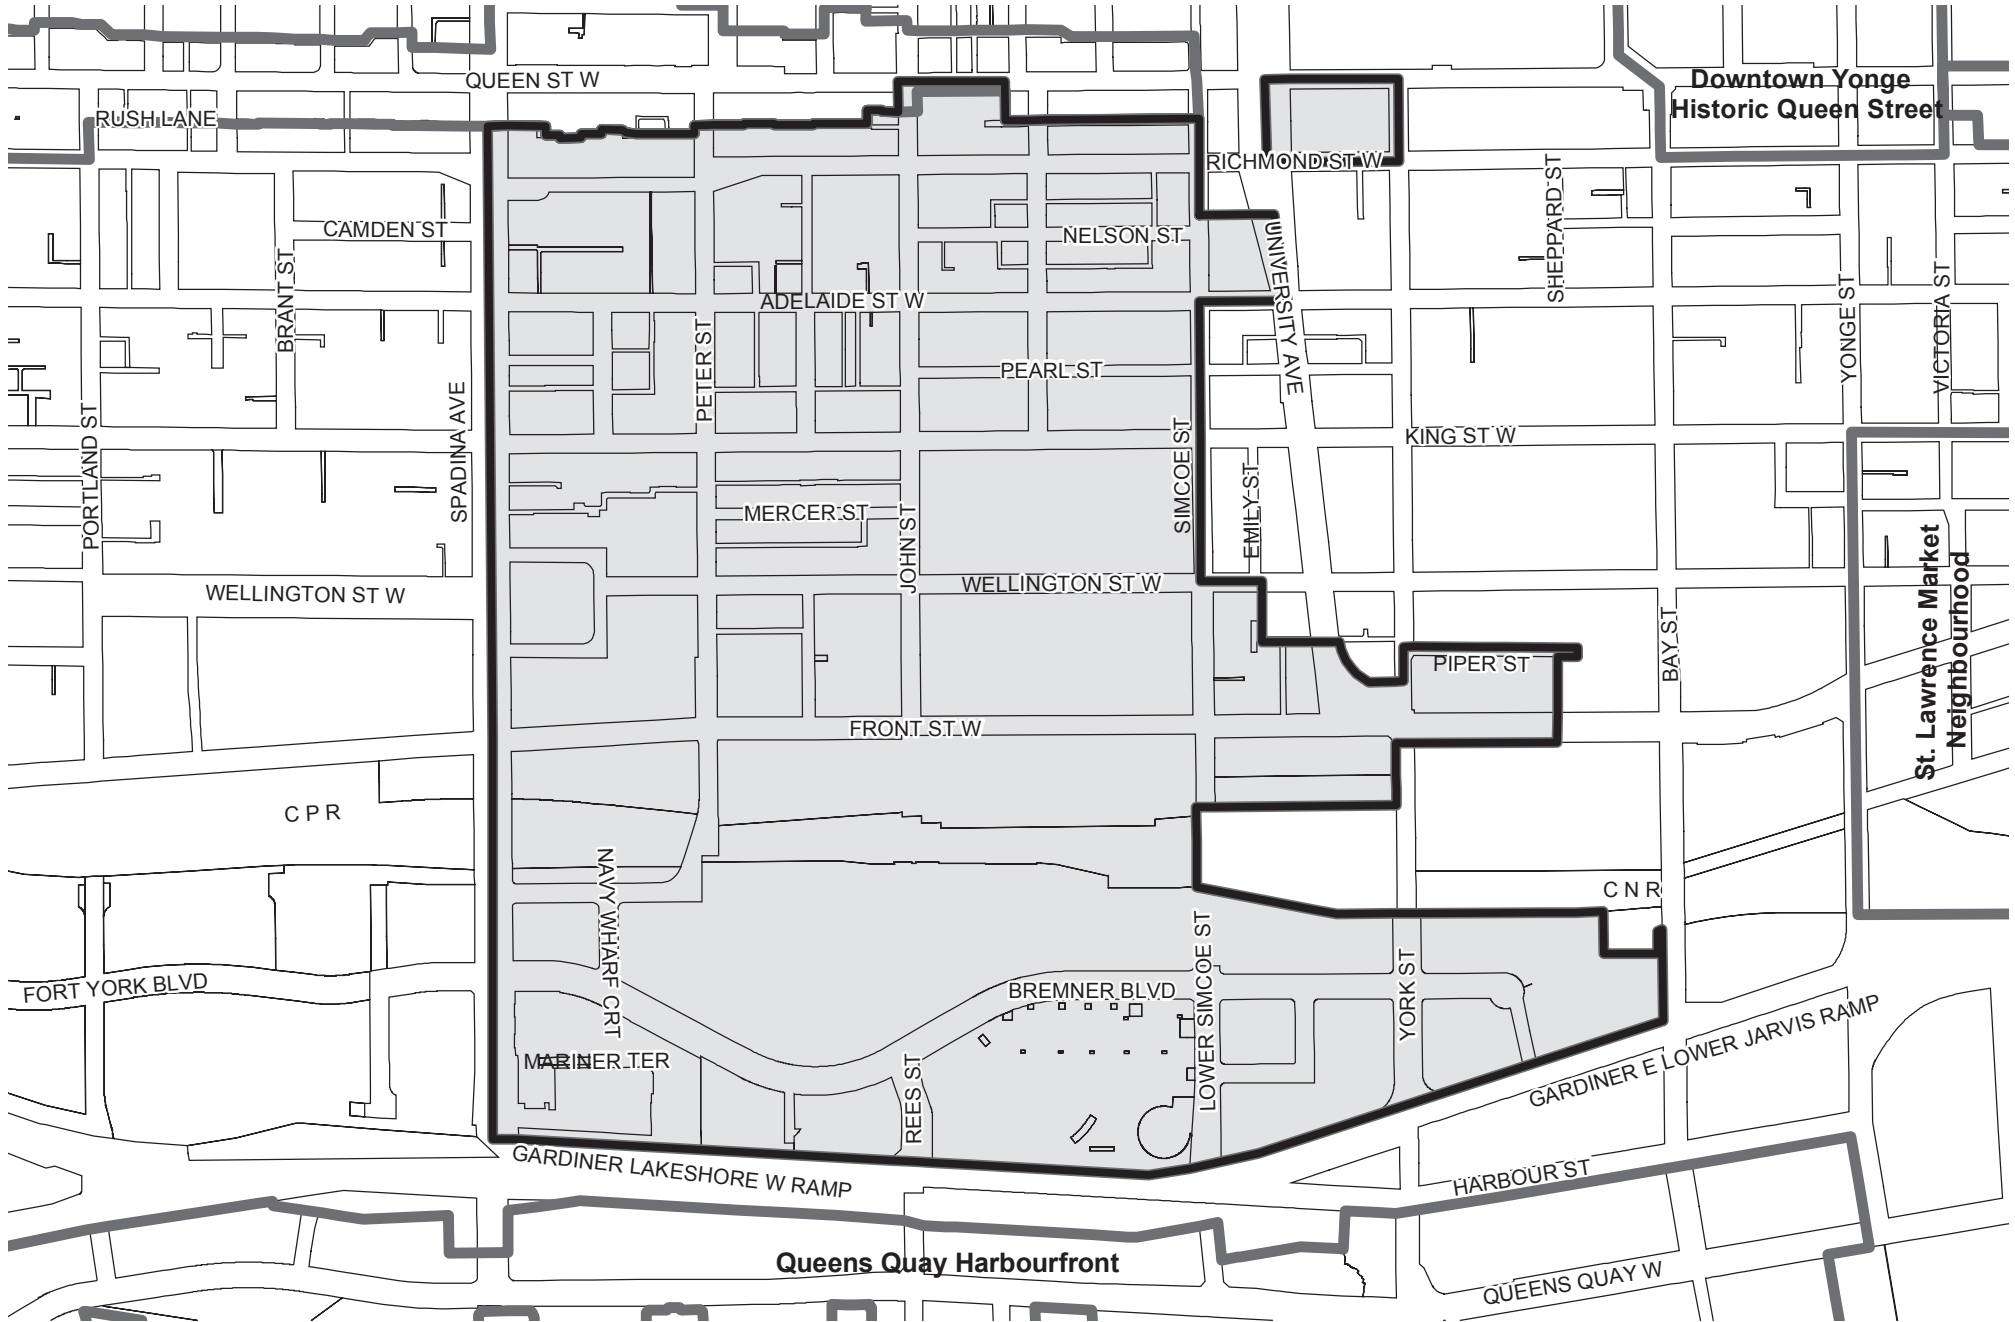 QUEEN ST W
Downtown Yonge
Historic Queen Street
RUSH LANE
RICHMOND ST W
SHEPPARD ST
CAMDEN ST
NELSON ST
BRANT ST
UNIVERSITY AVE
ADELAIDE ST W
YONGE ST
VICTORIA ST
PETER ST
PEARL ST
PORTLAND ST
SPADINA AVE
SIMCOE ST
KING ST W
EMILY ST
MERCER ST
JOHN ST
WELLINGTON ST W
WELLINGTON ST W
St. Lawrence Market
Neighbourhood
BAY ST
PIPER ST
FRONT ST W
C P R
NAVY WHARF CRT
C N R
FORT YORK BLVD
BREMNER BLVD
LOWER SIMCOE ST
YORK ST
MARINER TER
REES ST
GARDINER E LOWER JARVIS RAMP
GARDINER LAKESHORE W RAMP
HARBOUR ST
Queens Quay Harbourfront
QUEENS QUAY W